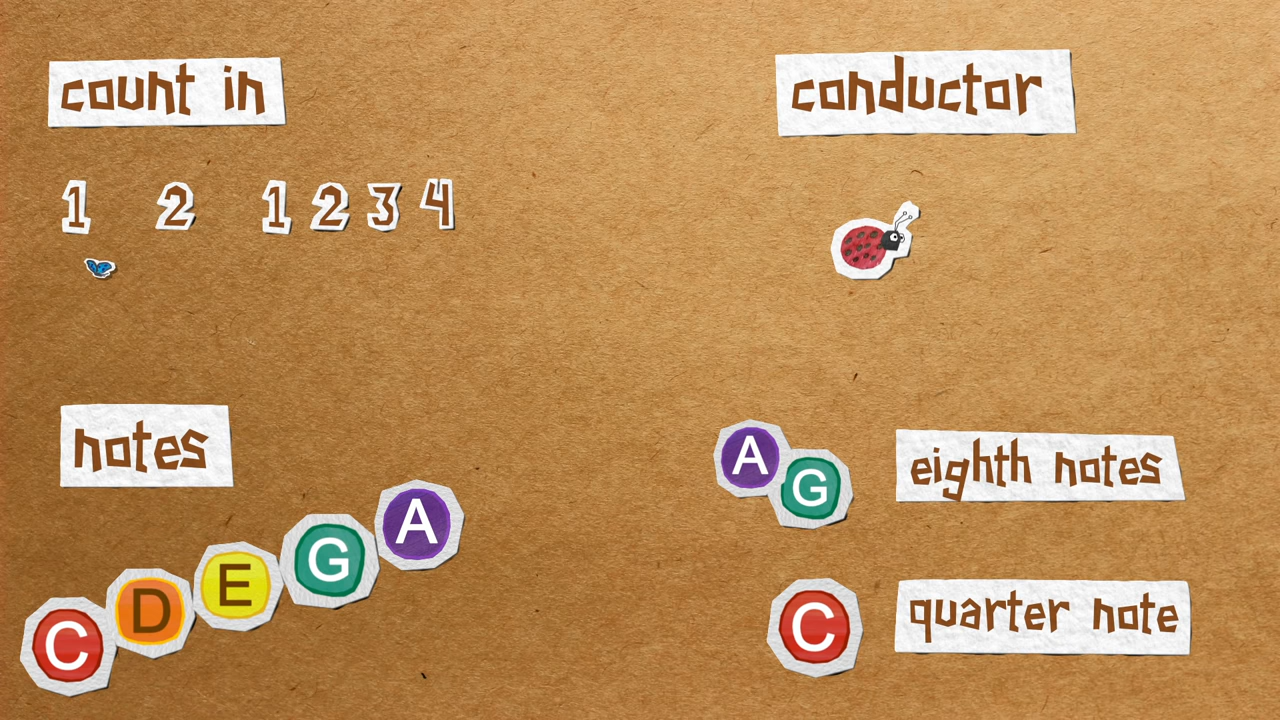 count in
conductor
1 2 1 2 3 4
notes
C D E G A
A G
eighth notes
C
quarter note